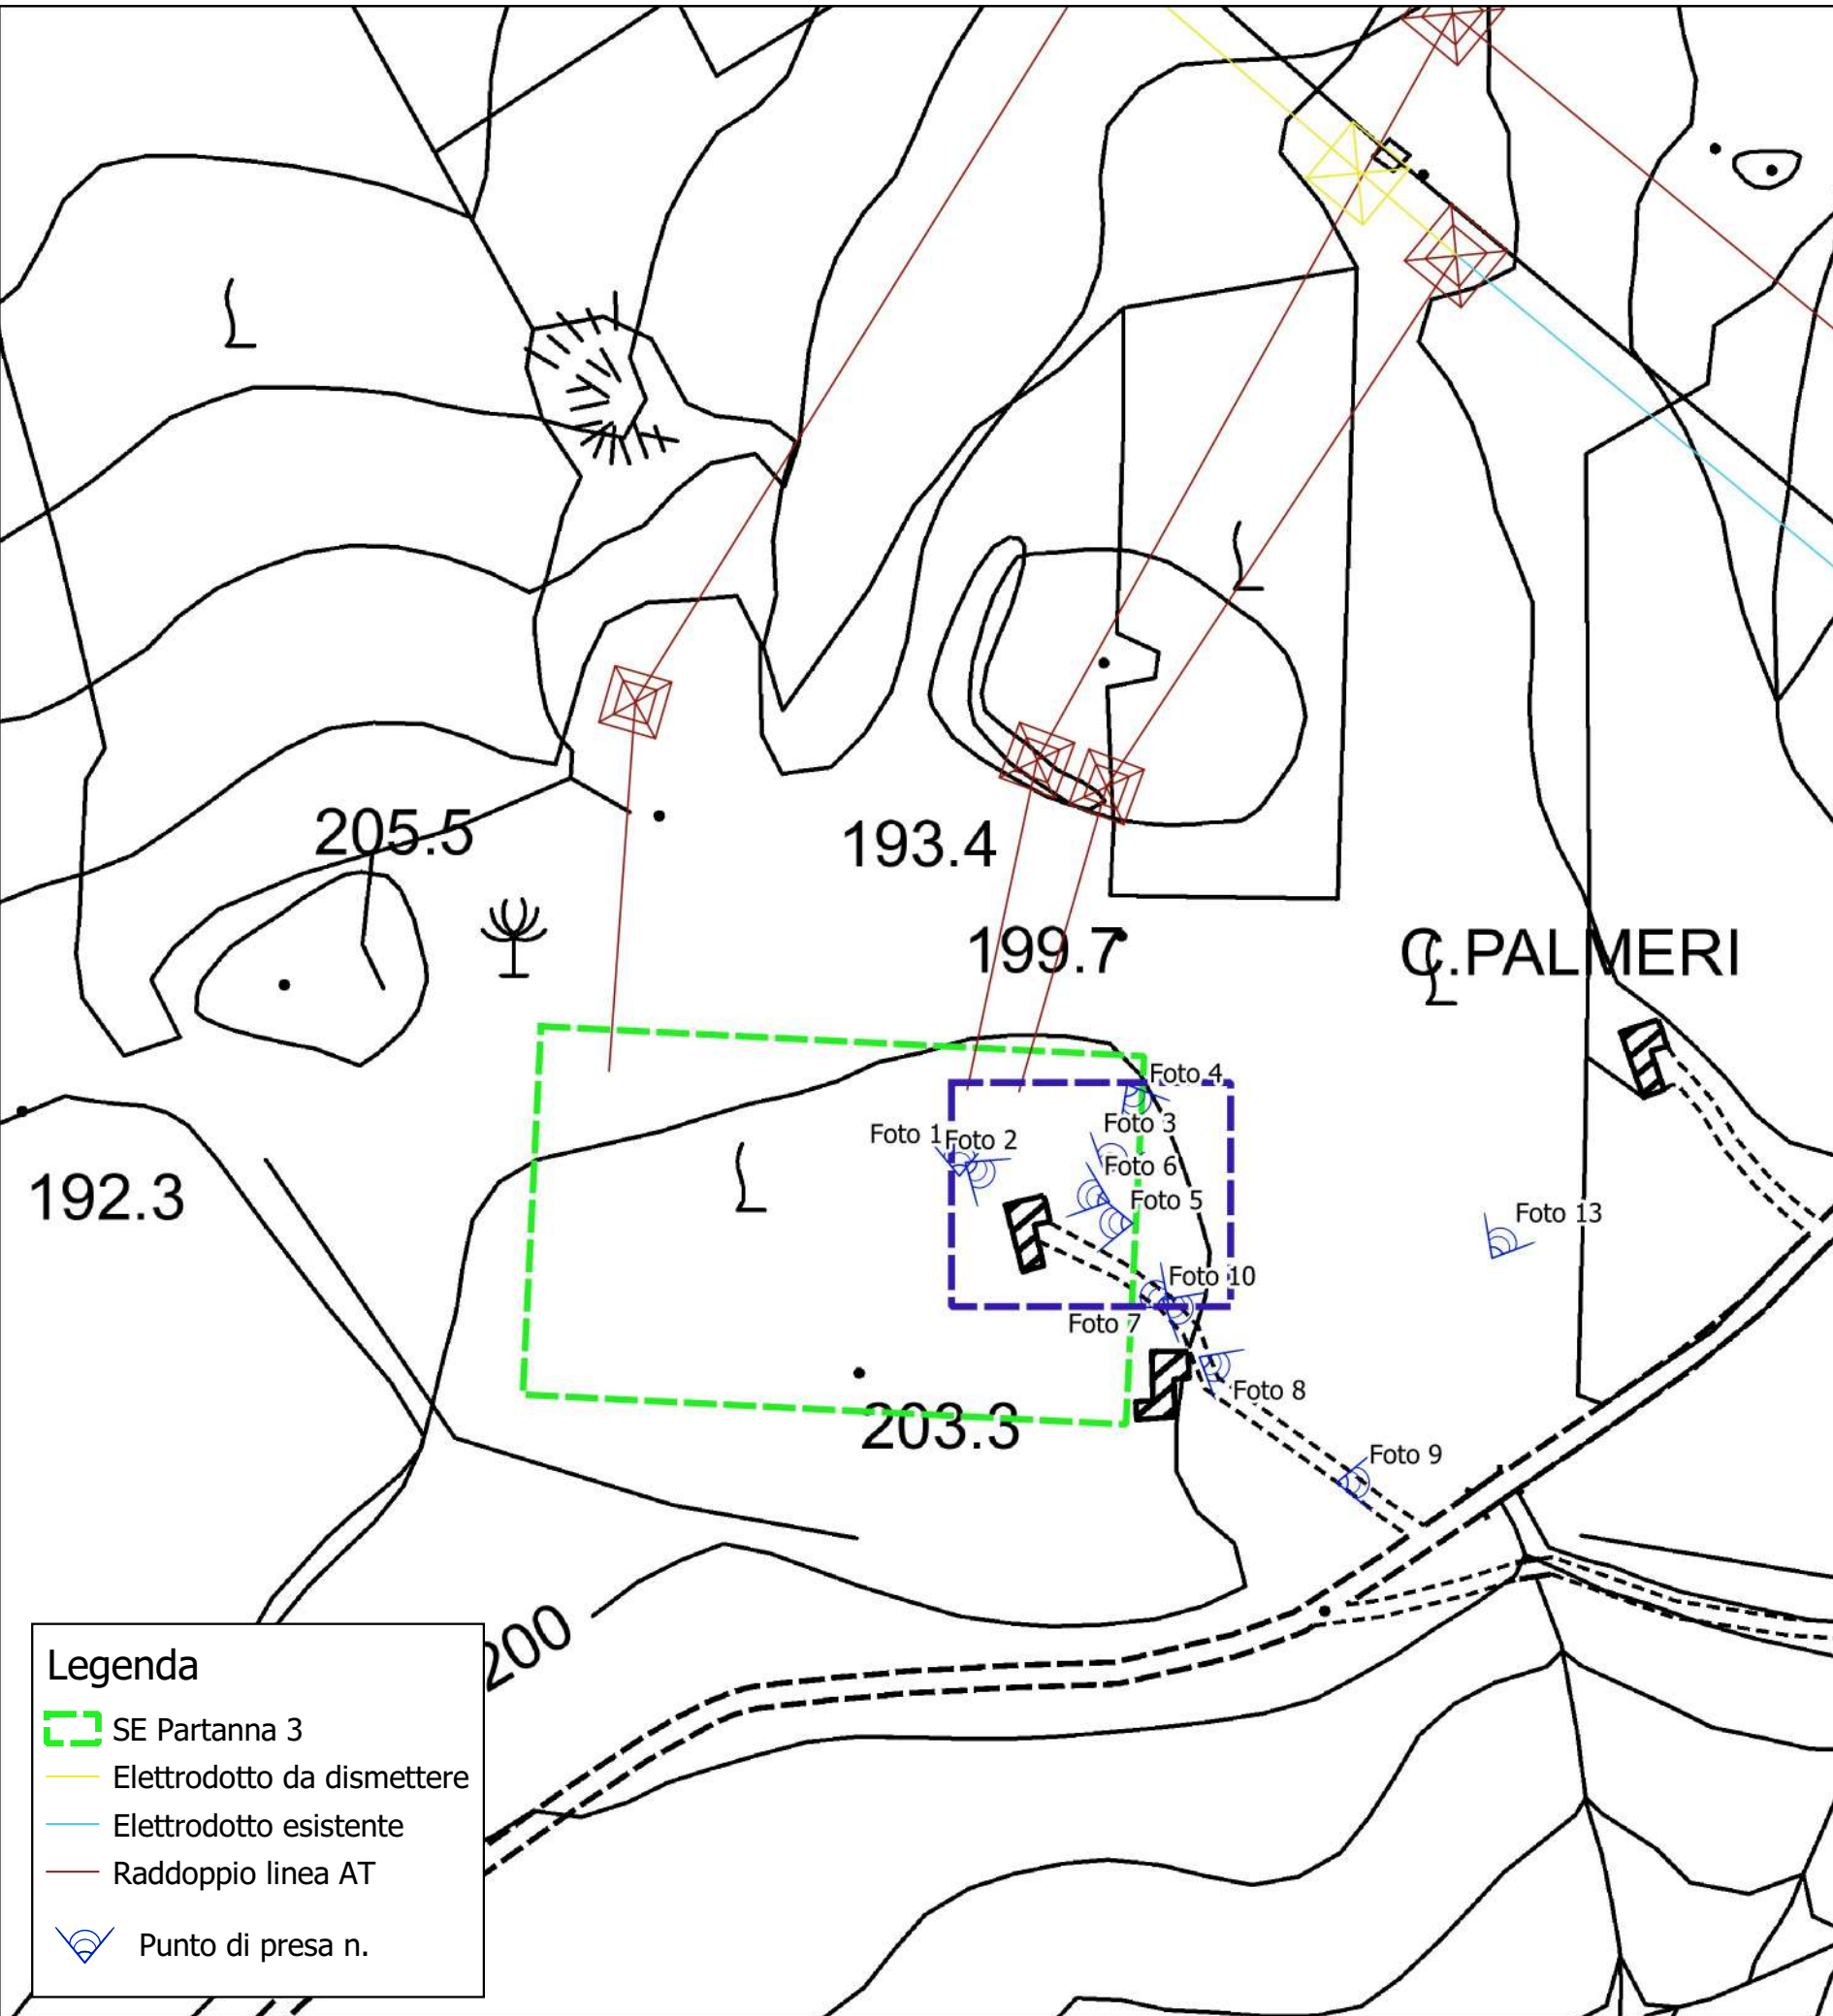 205.5
193.4
199.7
C.PALMERI
Foto 4
Foto 3
Foto 1
Foto 2
Foto 6
192.3
Foto 5
Foto 13
Foto 10
Foto 7
Foto 8
203.3
Foto 9
200
Legenda
SE Partanna 3
Elettrodotto da dismettere
Elettrodotto esistente
Raddoppio linea AT
Punto di presa n.